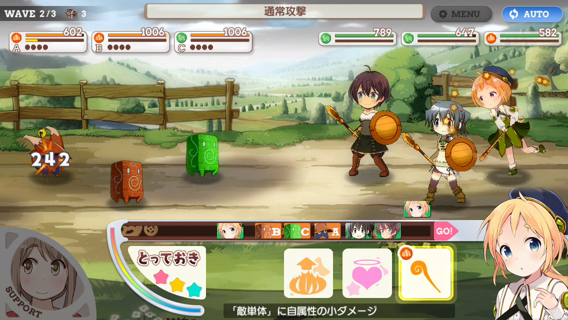 WAVE 2/3 3
通常攻撃
MENU
AUTO
602
A
1006
B
1006
C
789
647
582
242
B C A
GO!
とっておき
SUPPORT
「敵単体」に自属性の小ダメージ